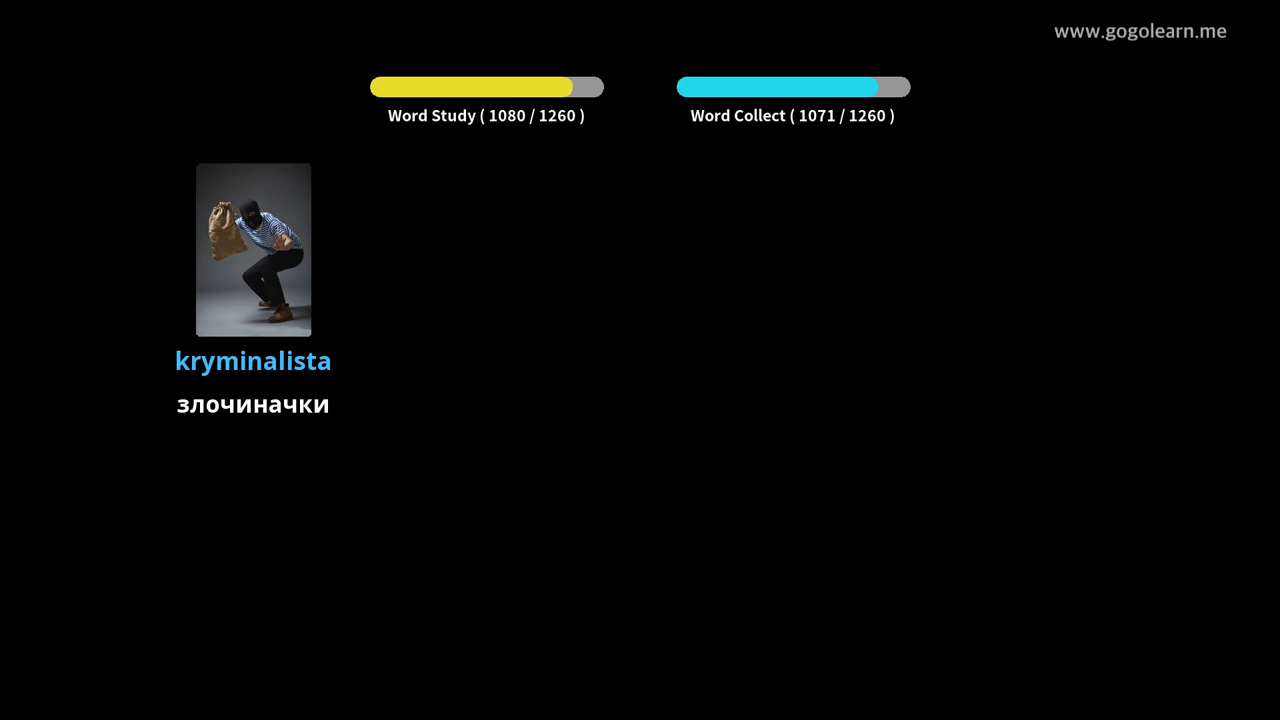 www.gogolearn.me
Word Study ( 1080 / 1260 )
Word Collect ( 1071 / 1260 )
kryminalista
злочиначки